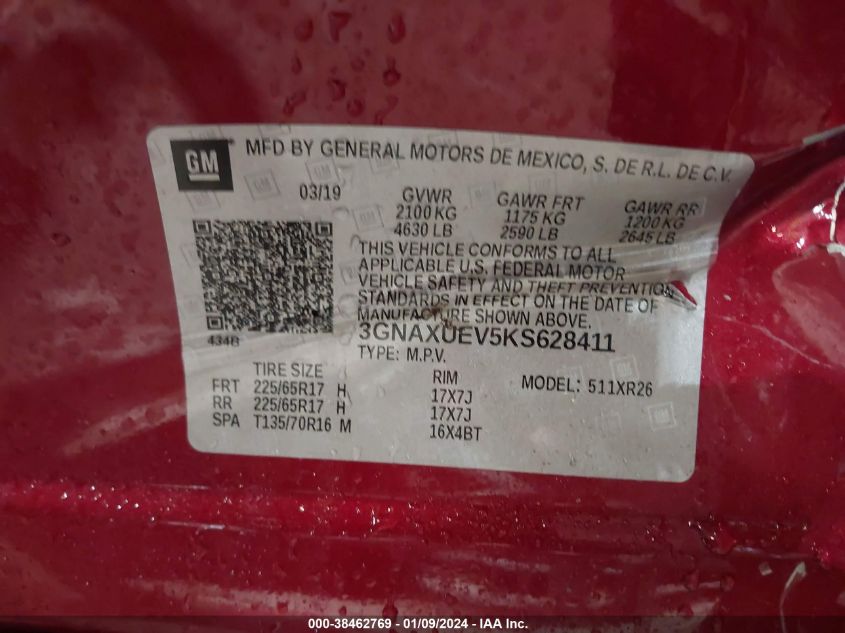 GM
MFD BY GENERAL MOTORS DE MEXICO, S. DE R.L. DE C.V.
03/19 GVWR GAWR FRT GAWR RR
2100 KG 1175 KG 1200 KG
4630 LB 2590 LB 2645 LB
THIS VEHICLE CONFORMS TO ALL
APPLICABLE U.S. FEDERAL MOTOR
VEHICLE SAFETY AND THEFT PREVENTION
STANDARDS IN EFFECT ON THE DATE OF
MANUFACTURE SHOWN ABOVE.
434B 3GNAXUEV5KS628411
TYPE: M.P.V.
TIRE SIZE RIM MODEL: 511XR26
FRT 225/65R17 H 17X7J
RR 225/65R17 H 17X7J
SPA T135/70R16 M 16X4BT
000-38462769 - 01/09/2024 - IAA Inc.